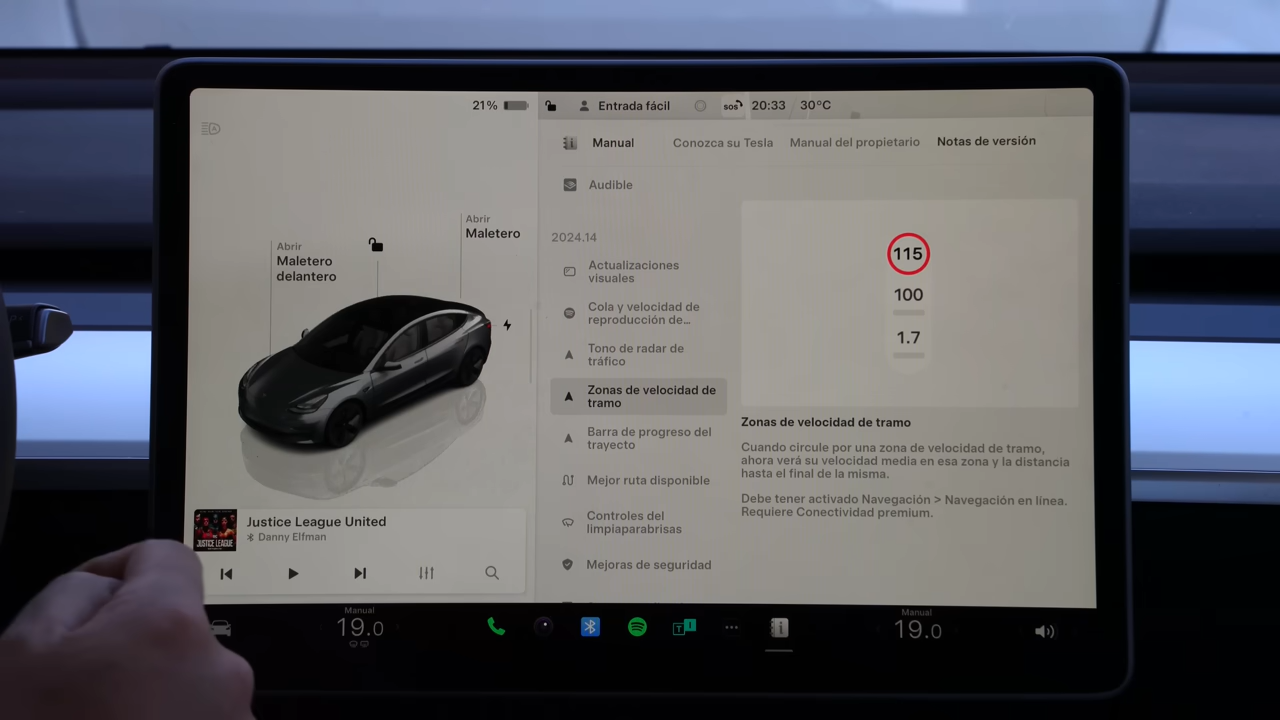 21%
Entrada fácil
SOS
20:33
30°C
Manual
Conozca su Tesla
Manual del propietario
Notas de versión
Audible
Abrir
Maletero
Abrir
Maletero
delantero
2024.14
Actualizaciones
visuales
Cola y velocidad de
reproducción de...
Tono de radar de
tráfico
Zonas de velocidad de
tramo
Barra de progreso del
trayecto
Mejor ruta disponible
Controles del
limpiaparabrisas
Mejoras de seguridad
115
100
1.7
Zonas de velocidad de tramo
Cuando circule por una zona de velocidad de tramo,
ahora verá su velocidad media en esa zona y la distancia
hasta el final de la misma.
Debe tener activado Navegación > Navegación en línea.
Requiere Conectividad premium.
JUSTICE LEAGUE
Justice League United
Danny Elfman
Manual
19.0
T
Manual
19.0